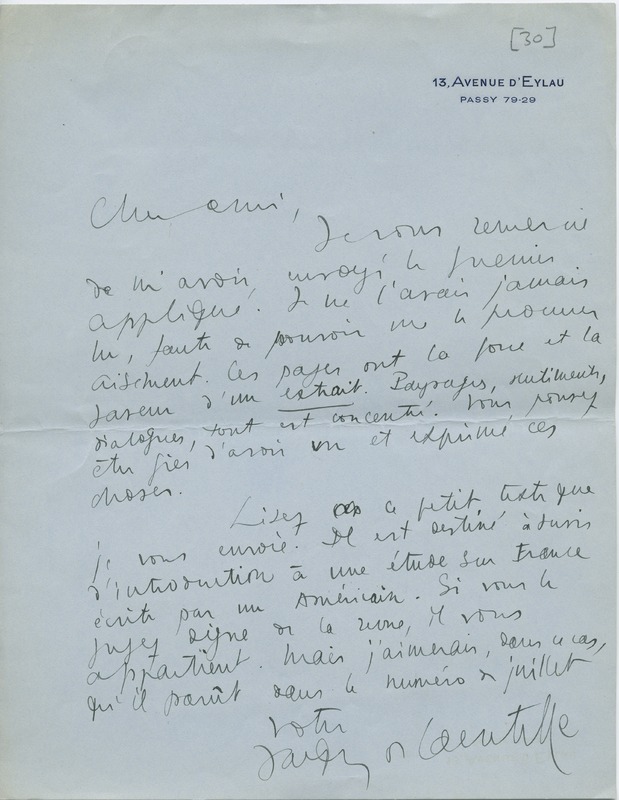 [30]
13, AVENUE D'EYLAU
PASSY 79-29
Cher ami,
Je vous remercie
de m'avoir envoyé le premier
appliqué. Je ne l'avais jamais
lu, faute de pouvoir me le procurer
aisément. Ces pages ont la force et la
saveur d'un extrait. Paysages, sentiments,
dialogues, tout est concentré. Vous pouvez
être fier d'avoir vu et exprimé ces
choses.
Lisez ce petit texte que
je vous envoie. Il est destiné à servir
d'introduction à une étude sur France
écrite par un Américain. Si vous le
jugez digne de la revue, il vous
appartient. Mais j'aimerais, dans ce cas,
qu'il parût dans le numéro de juillet
Votre
de Lacretelle